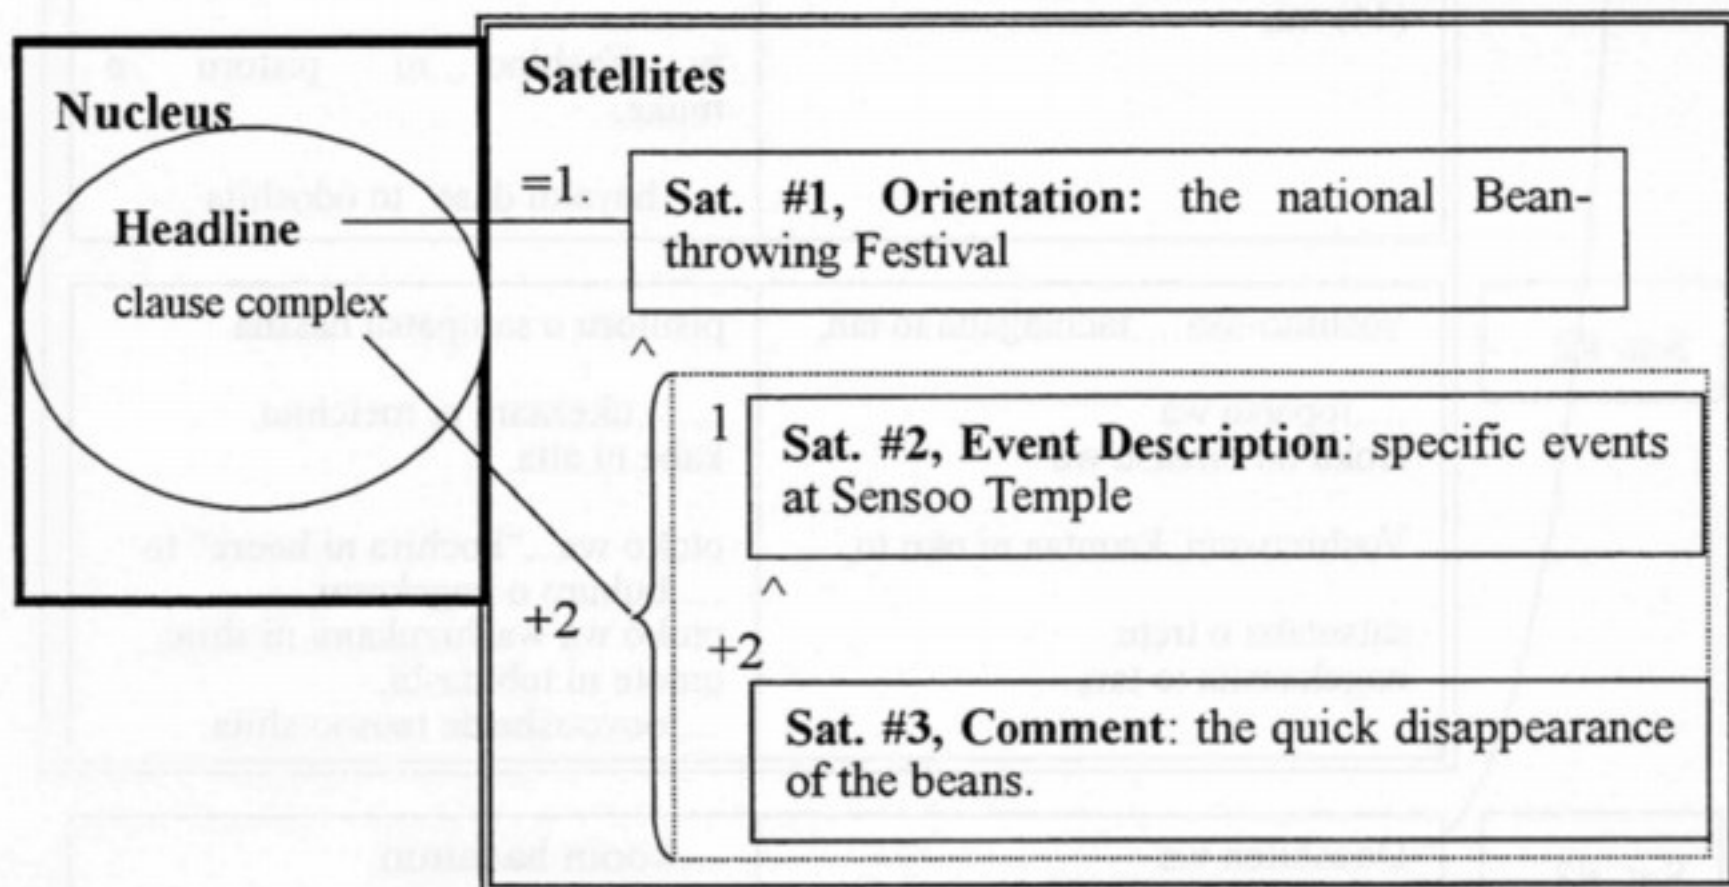 Nucleus
Headline
clause complex
Satellites
=1.
Sat. #1, Orientation: the national Bean-
throwing Festival
^
1
Sat. #2, Event Description: specific events
at Sensoo Temple
^
+2
+2
Sat. #3, Comment: the quick disappearance
of the beans.